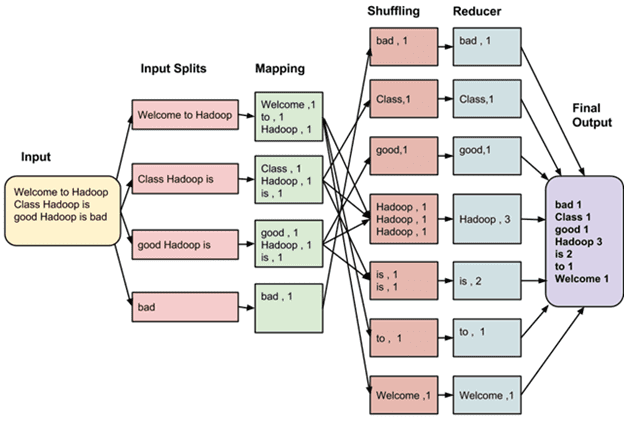 Shuffling
Reducer
Input Splits
Mapping
Input
Final
Output
Welcome to Hadoop
Class Hadoop is
good Hadoop is bad
Welcome to Hadoop
Class Hadoop is
good Hadoop is
bad
Welcome ,1
to , 1
Hadoop , 1
Class , 1
Hadoop , 1
is , 1
good , 1
Hadoop , 1
is , 1
bad , 1
bad , 1
Class,1
good,1
Hadoop , 1
Hadoop , 1
Hadoop , 1
is , 1
is , 1
to , 1
Welcome ,1
bad , 1
Class,1
good,1
Hadoop , 3
is , 2
to , 1
Welcome ,1
bad 1
Class 1
good 1
Hadoop 3
is 2
to 1
Welcome 1